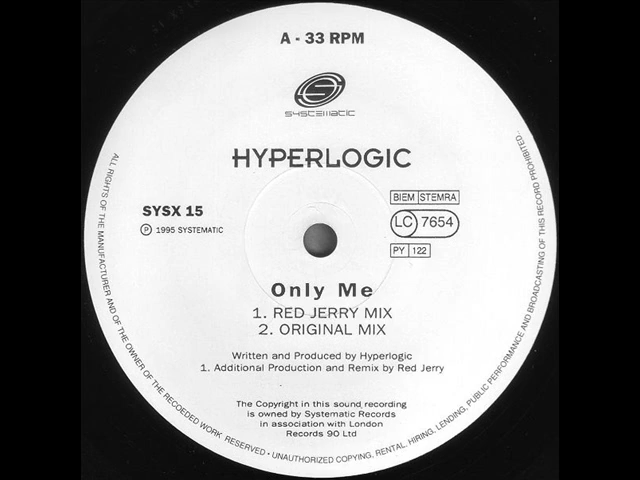 A - 33 RPM
SYSTEMATIC
HYPERLOGIC
SYSX 15
P 1995 SYSTEMATIC
BIEM STEMRA
LC 7654
PY 122
Only Me
1. RED JERRY MIX
2. ORIGINAL MIX
Written and Produced by Hyperlogic
1. Additional Production and Remix by Red Jerry
The Copyright in this sound recording
is owned by Systematic Records
in association with London
Records 90 Ltd
ALL RIGHTS OF THE MANUFACTURER AND OF THE OWNER OF THE RECOEDED WORK RESERVED • UNAUTHORIZED COPYING, RENTAL, HIRING, LENDING, PUBLIC PERFORMANCE AND BROADCASTING OF THIS RECORD PROHIBITED.